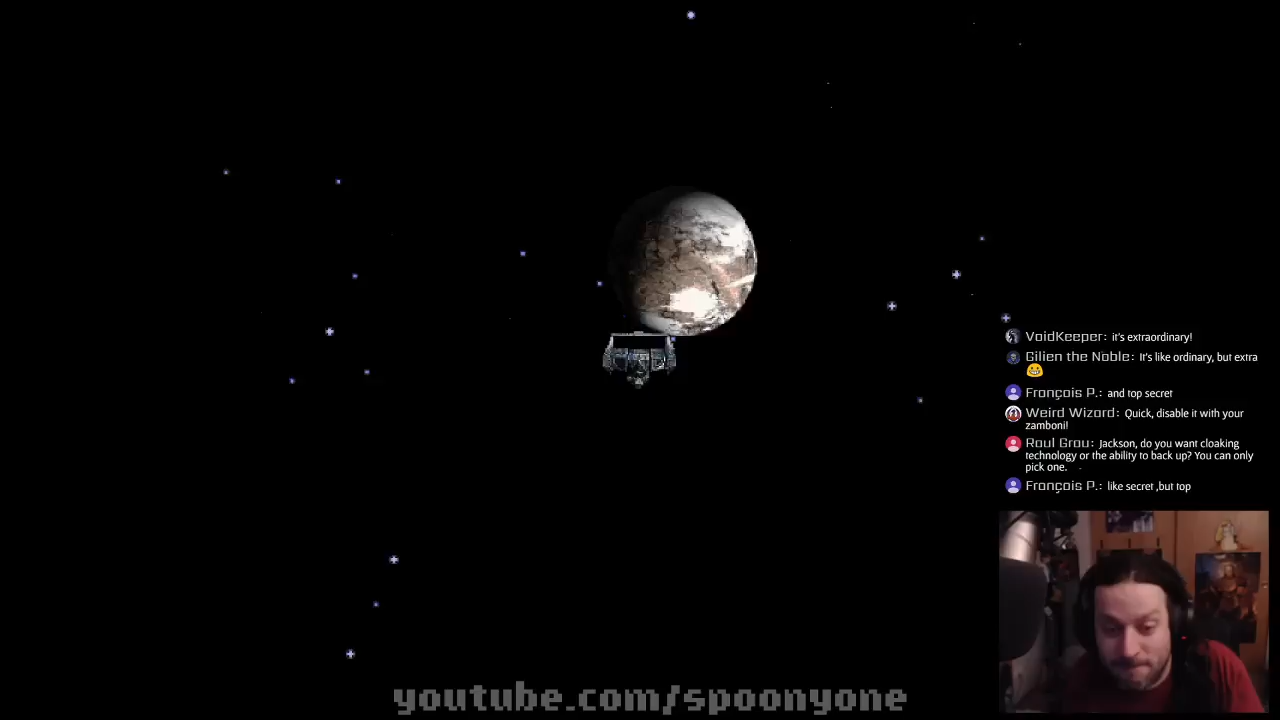 VoidKeeper: it's extraordinary!
Gilien the Noble: It's like ordinary, but extra
François P.: and top secret
Weird Wizard: Quick, disable it with your
zamboni!
Raul Grau: Jackson, do you want cloaking
technology or the ability to back up? You can only
pick one.
François P.: like secret ,but top
youtube.com/spoonyone